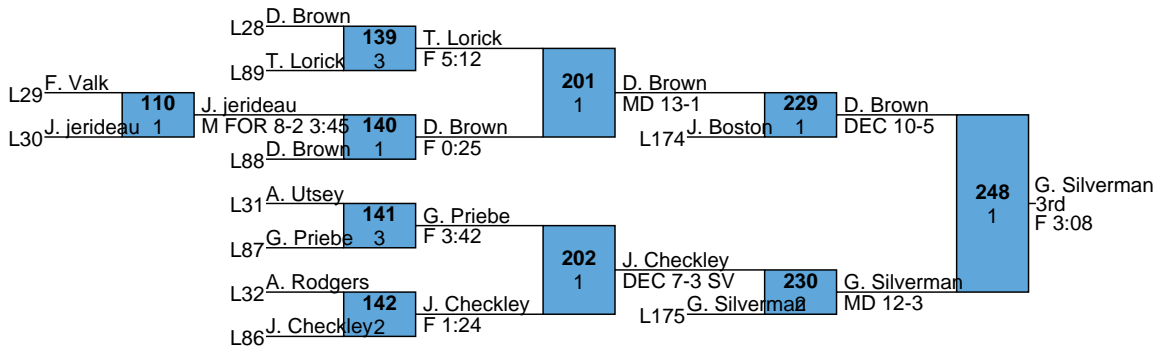 L28 D. Brown
139
3
T. Lorick
F 5:12
L89 T. Lorick
L29 F. Valk
110
1
J. jerideau
M FOR 8-2 3:45
L30 J. jerideau
140
1
D. Brown
F 0:25
L88 D. Brown
201
1
D. Brown
MD 13-1
L174 J. Boston
229
1
D. Brown
DEC 10-5
L31 A. Utsey
141
3
G. Priebe
F 3:42
L87 G. Priebe
L32 A. Rodgers
142
2
J. Checkley
F 1:24
L86 J. Checkley
202
1
J. Checkley
DEC 7-3 SV
L175 G. Silverman
230
2
G. Silverman
MD 12-3
248
1
G. Silverman
3rd
F 3:08